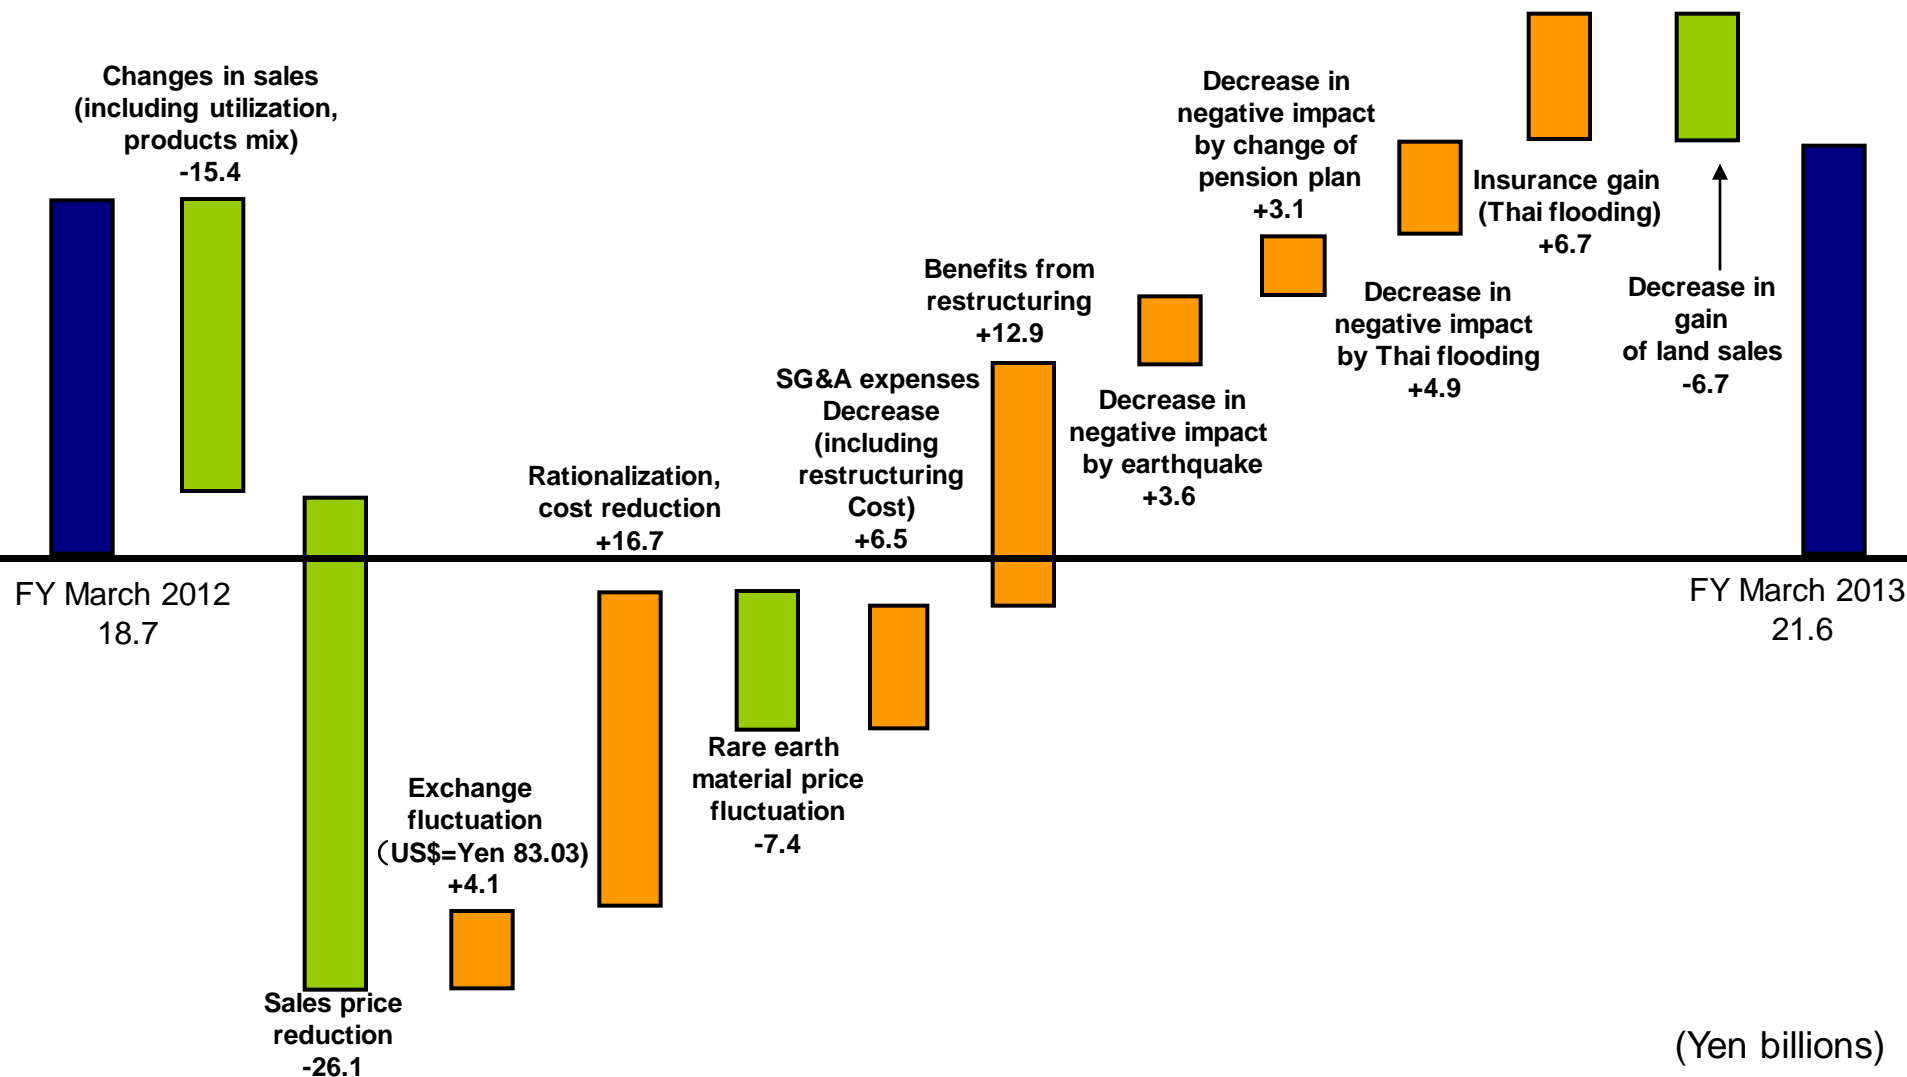 Changes in sales
(including utilization,
products mix)
-15.4
FY March 2012
18.7
Sales price
reduction
-26.1
Exchange
fluctuation
（US$=Yen 83.03)
+4.1
Rationalization,
cost reduction
+16.7
Rare earth
material price
fluctuation
-7.4
SG&A expenses
Decrease
(including
restructuring
Cost)
+6.5
Benefits from
restructuring
+12.9
Decrease in
negative impact
by earthquake
+3.6
Decrease in
negative impact
by change of
pension plan
+3.1
Decrease in
negative impact
by Thai flooding
+4.9
Insurance gain
(Thai flooding)
+6.7
Decrease in
gain
of land sales
-6.7
FY March 2013
21.6
(Yen billions)